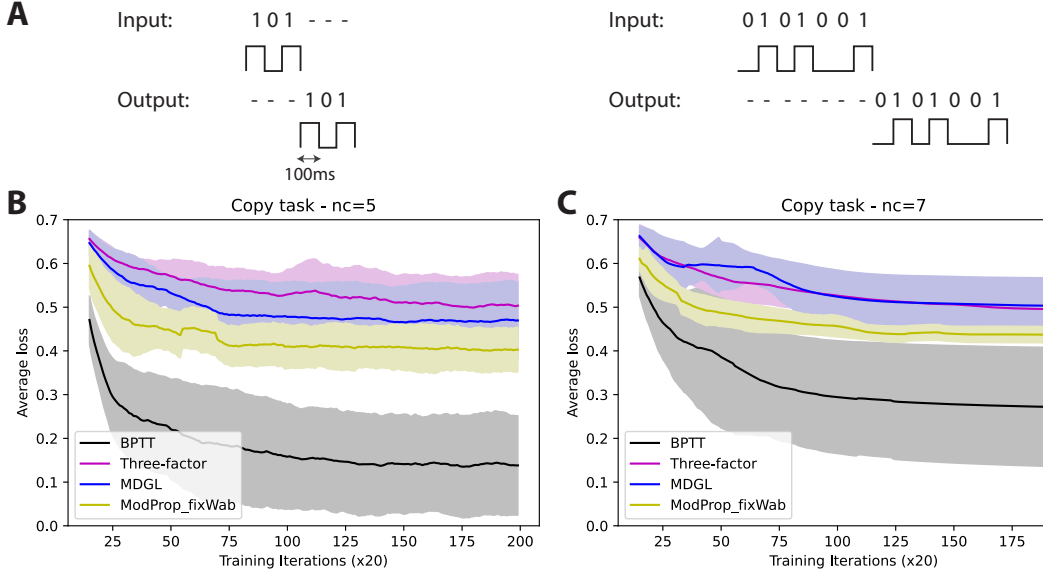 A
Input: 1 0 1 - - -
Output: - - - 1 0 1
100ms
Input: 0 1 0 1 0 0 1
Output: - - - - - - - 0 1 0 1 0 0 1
B
Copy task - nc=5
Average loss
0.7
0.6
0.5
0.4
0.3
0.2
0.1
0.0
BPTT
Three-factor
MDGL
ModProp_fixWab
25 50 75 100 125 150 175 200
Training Iterations (x20)
C
Copy task - nc=7
Average loss
0.7
0.6
0.5
0.4
0.3
0.2
0.1
0.0
BPTT
Three-factor
MDGL
ModProp_fixWab
25 50 75 100 125 150 175
Training Iterations (x20)